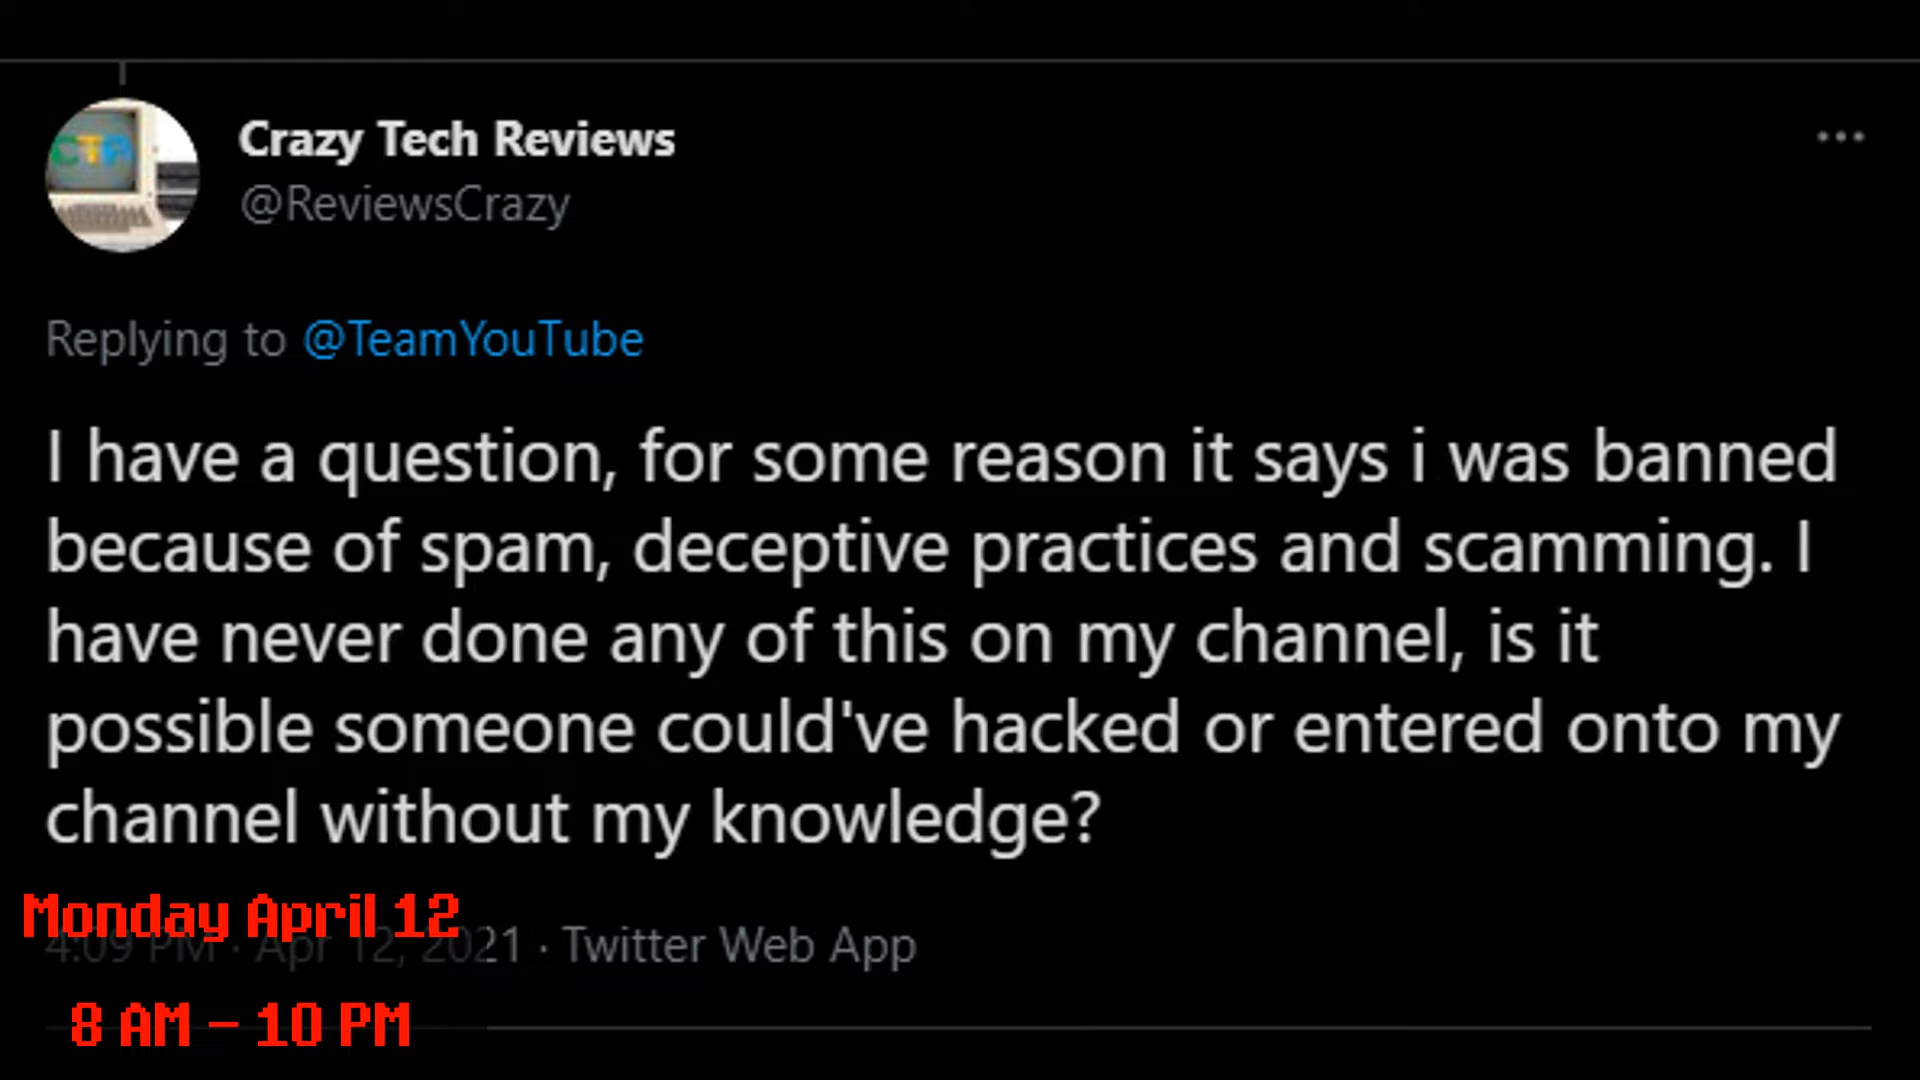 Crazy Tech Reviews
@ReviewsCrazy
Replying to @TeamYouTube
I have a question, for some reason it says i was banned
because of spam, deceptive practices and scamming. I
have never done any of this on my channel, is it
possible someone could've hacked or entered onto my
channel without my knowledge?
Monday April 12
4:09 PM · Apr 12, 2021 · Twitter Web App
8 AM - 10 PM